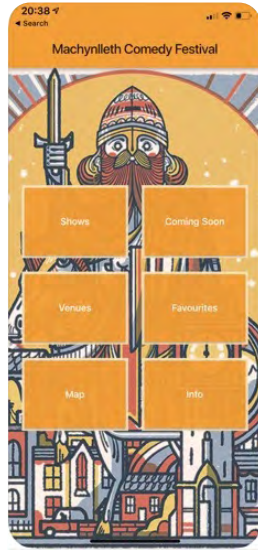 20:38
Search
Machynlleth Comedy Festival
Shows
Coming Soon
Venues
Favourites
Map
Info